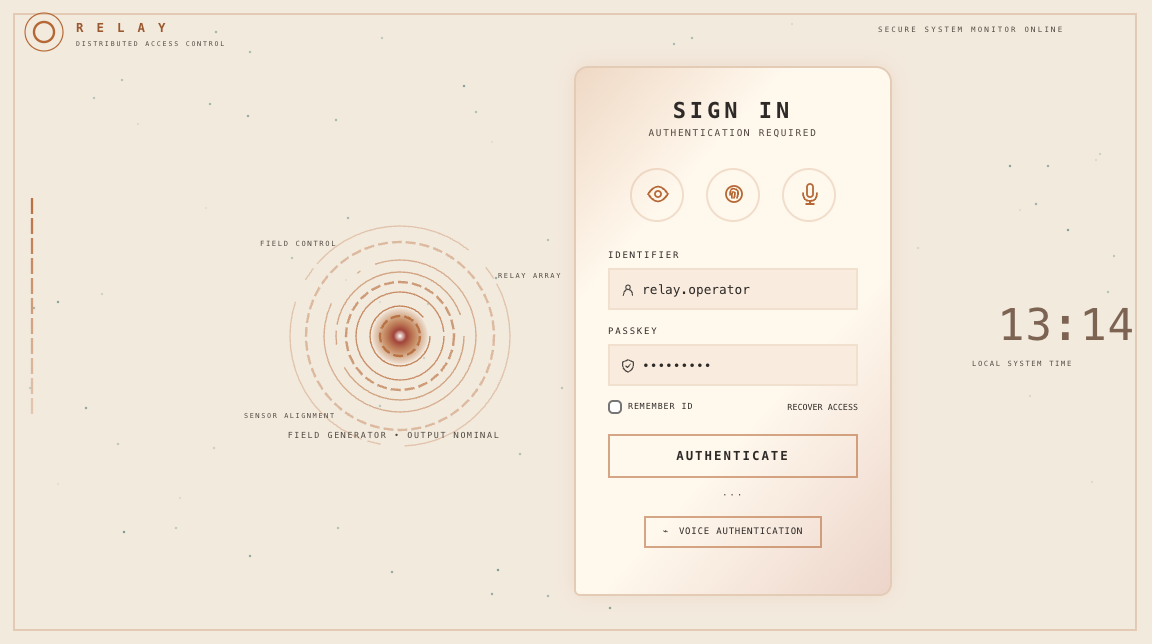 RELAY
DISTRIBUTED ACCESS CONTROL
SECURE SYSTEM MONITOR ONLINE
SIGN IN
AUTHENTICATION REQUIRED
FIELD CONTROL
RELAY ARRAY
SENSOR ALIGNMENT
FIELD GENERATOR • OUTPUT NOMINAL
IDENTIFIER
relay.operator
PASSKEY
•••••••••
REMEMBER ID
RECOVER ACCESS
AUTHENTICATE
...
VOICE AUTHENTICATION
13:14
LOCAL SYSTEM TIME